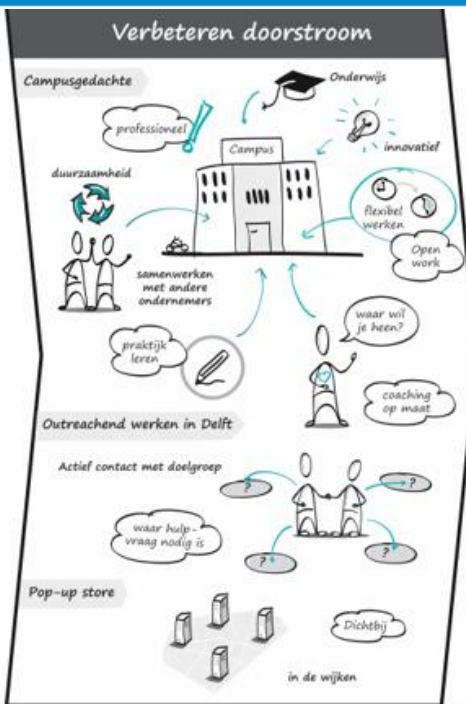 Verbeteren doorstroom
Campusgedachte
Onderwijs
professioneel
innovatief
Campus
duurzaamheid
flexibel
werken
Open
work
samenwerken
met andere
ondernemers
waar wil
je heen?
praktijk
leren
coaching
op maat
Outreachend werken in Delft
Actief contact met doelgroep
?
?
waar hulp-
vraag nodig is
?
?
Pop-up store
Dichtbij
in de wijken